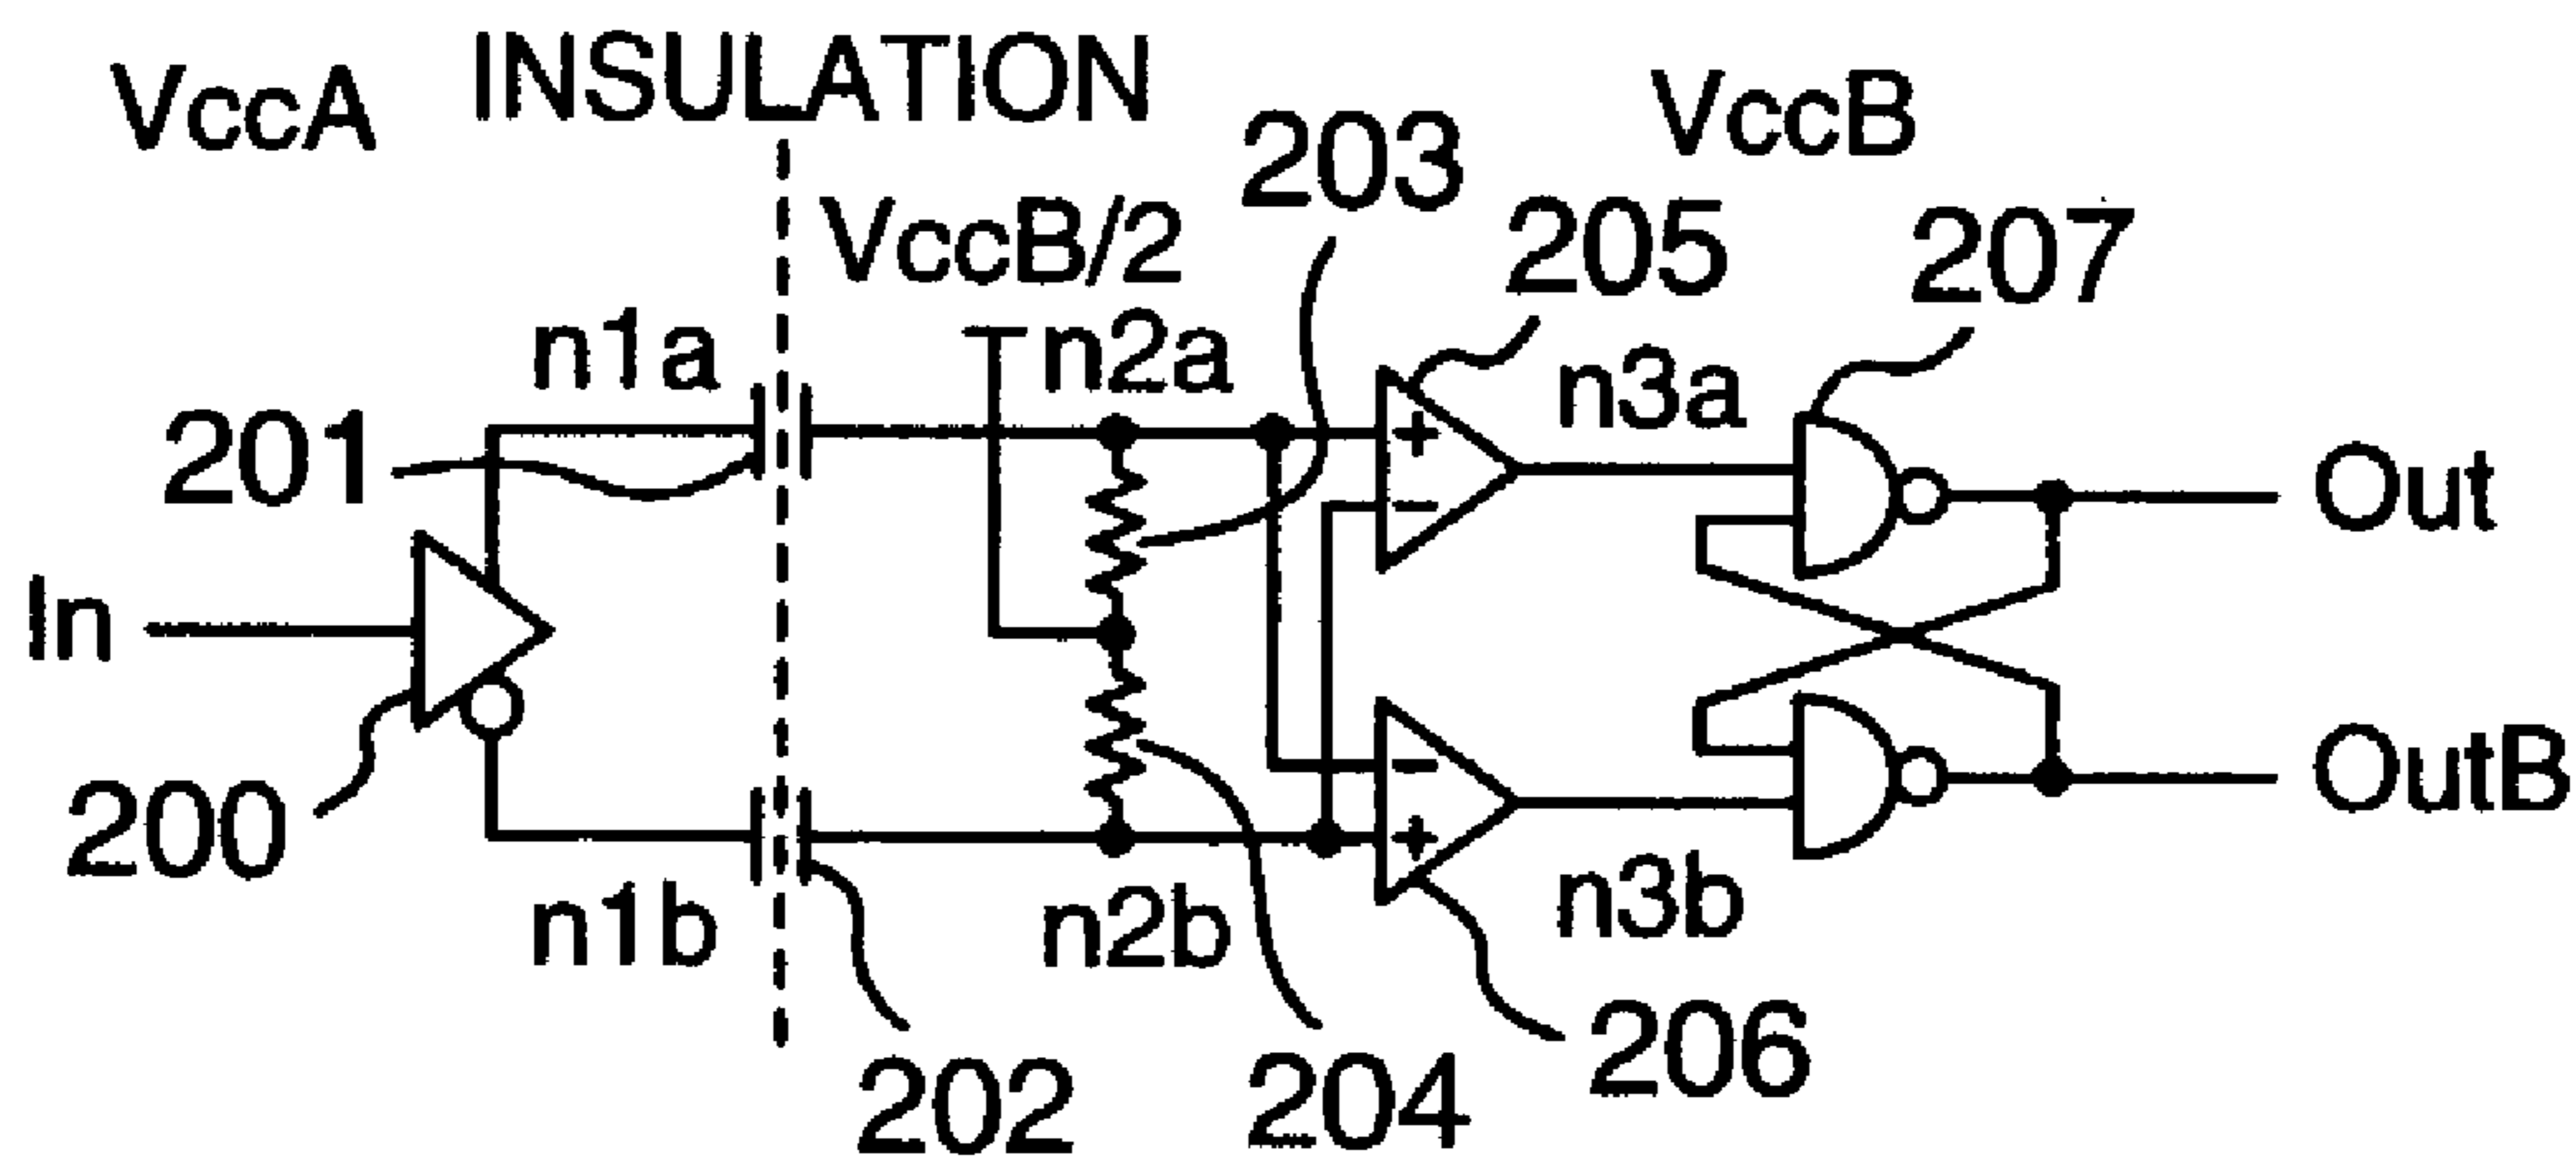 VccA
INSULATION
VccB
203
VccB/2
205
207
n1a
n2a
n3a
201
+
−
Out
In
−
+
OutB
200
n1b
n2b
n3b
202
204
206